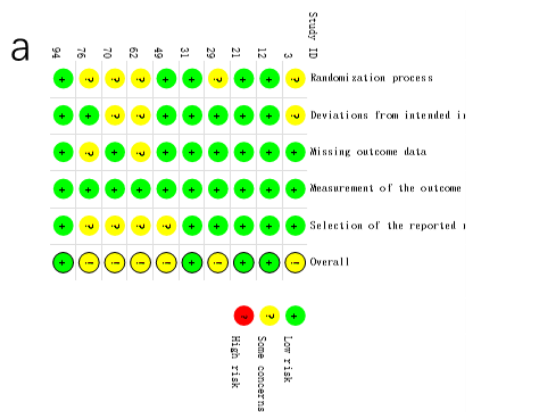 a
Study ID
94 76 70 62 49 31 29 21 12 3
Randomization process
Deviations from intended i
Missing outcome data
Measurement of the outcome
Selection of the reported
Overall
High risk
Some concerns
Low risk